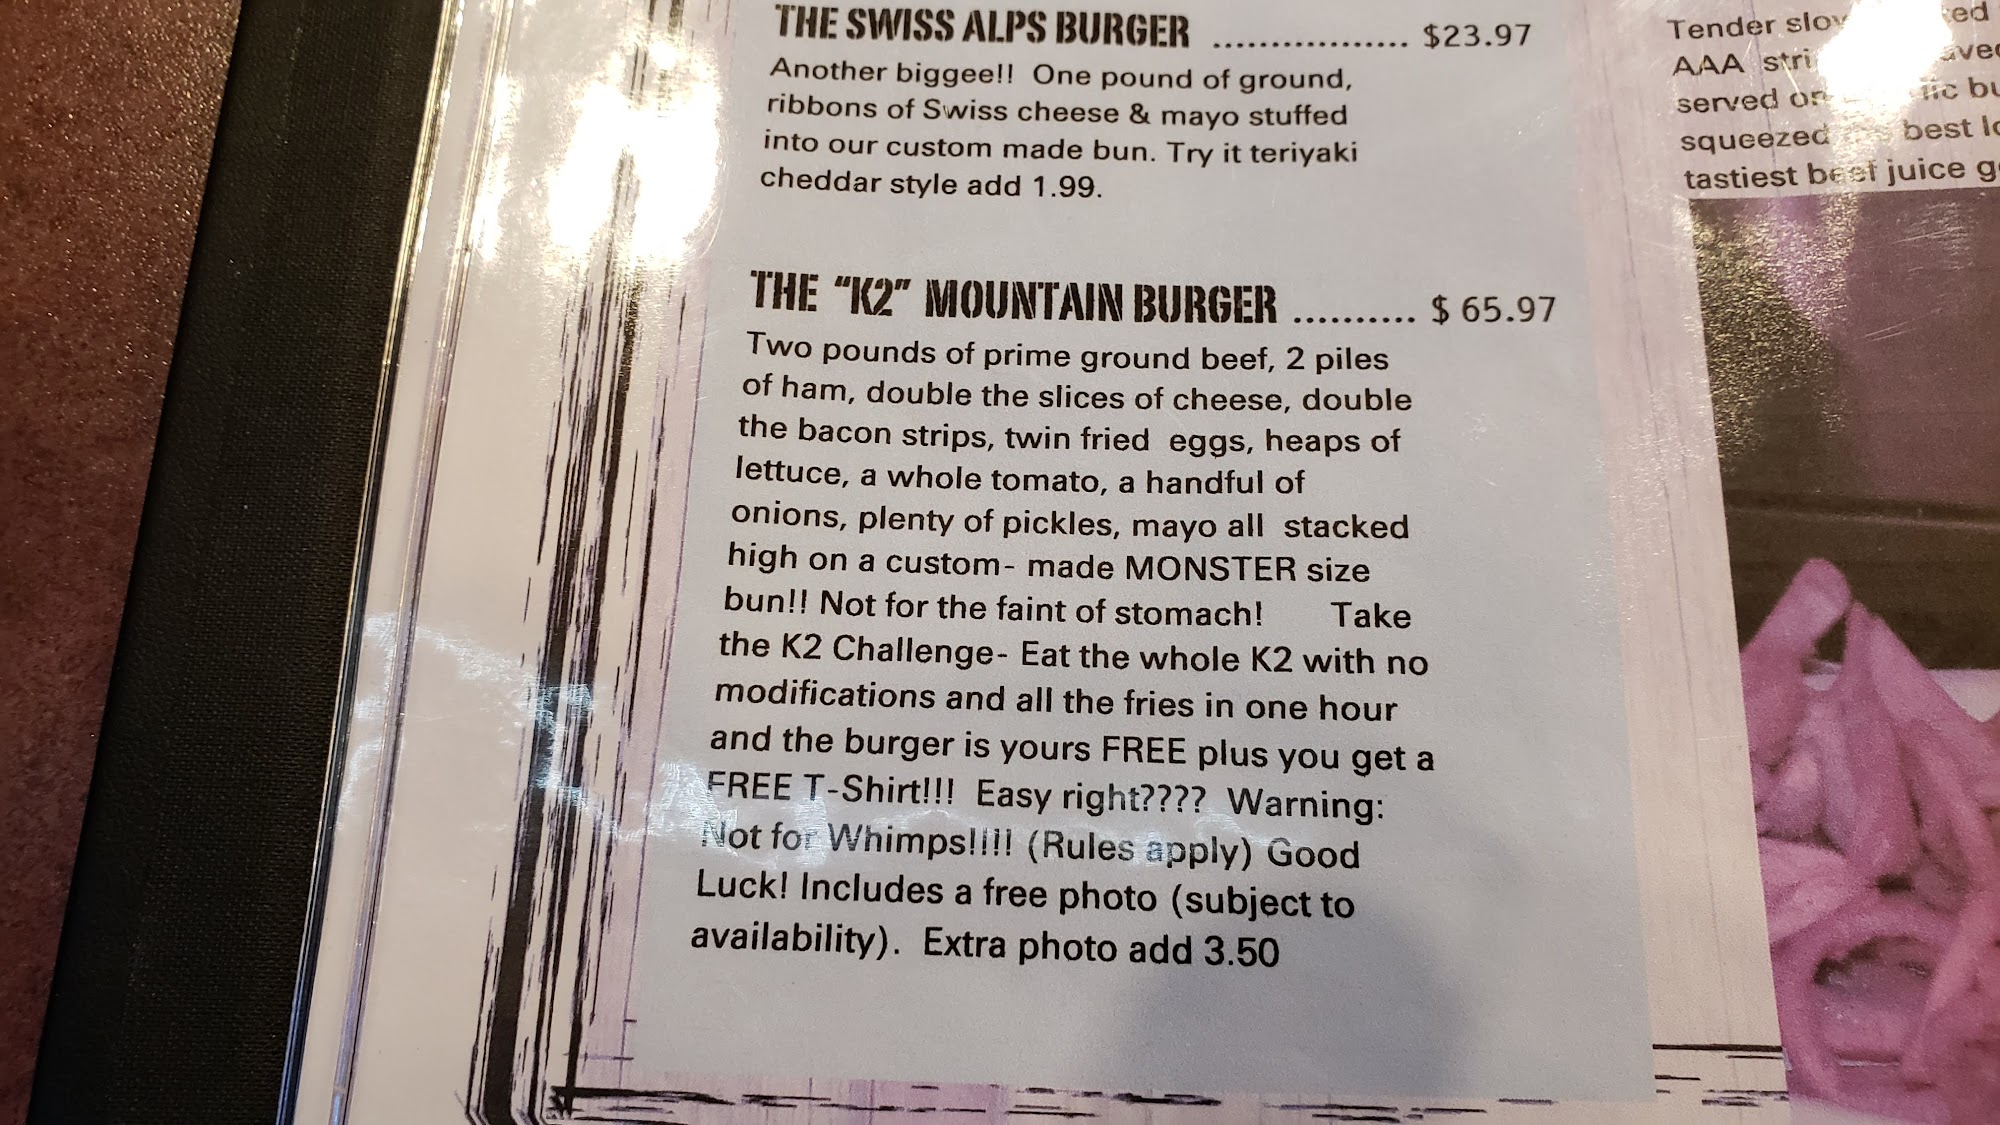 THE SWISS ALPS BURGER ................. $23.97
Another biggee!! One pound of ground,
ribbons of Swiss cheese & mayo stuffed
into our custom made bun. Try it teriyaki
cheddar style add 1.99.
THE "K2" MOUNTAIN BURGER .......... $ 65.97
Two pounds of prime ground beef, 2 piles
of ham, double the slices of cheese, double
the bacon strips, twin fried eggs, heaps of
lettuce, a whole tomato, a handful of
onions, plenty of pickles, mayo all stacked
high on a custom- made MONSTER size
bun!! Not for the faint of stomach! Take
the K2 Challenge- Eat the whole K2 with no
modifications and all the fries in one hour
and the burger is yours FREE plus you get a
FREE T-Shirt!!! Easy right???? Warning:
Not for Whimps!!!! (Rules apply) Good
Luck! Includes a free photo (subject to
availability). Extra photo add 3.50
Tender
AAA
served
squeezed best
tastiest beef juice